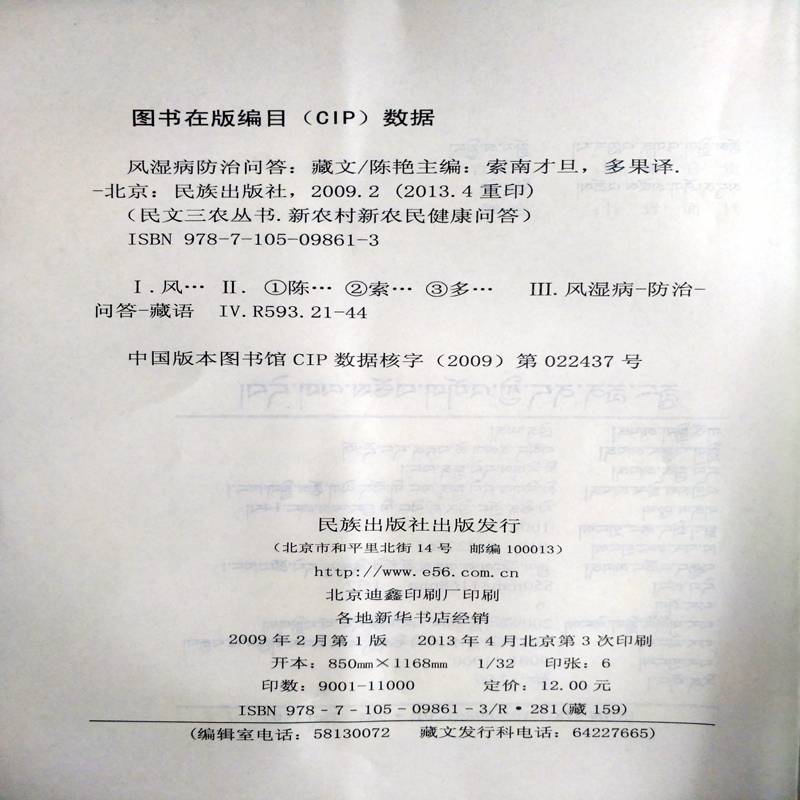 图书在版编目（CIP）数据
风湿病防治问答：藏文/陈艳主编：索南才旦，多果译.
-北京：民族出版社，2009.2 (2013.4重印)
（民文三农丛书.新农村新农民健康问答）
ISBN 978-7-105-09861-3
Ⅰ.风… Ⅱ. ①陈… ②索… ③多… Ⅲ.风湿病-防治-
问答-藏语 Ⅳ.R593.21-44
中国版本图书馆CIP数据核字（2009）第022437号
民族出版社出版发行
（北京市和平里北街14号 邮编100013）
http://www.e56.com.cn
北京迪鑫印刷厂印刷
各地新华书店经销
2009年2月第1版 2013年4月北京第3次印刷
开本：850mm×1168mm 1/32 印张：6
印数：9001-11000 定价：12.00元
ISBN 978-7-105-09861-3/R·281(藏159)
(编辑室电话：58130072 藏文发行科电话：64227665)